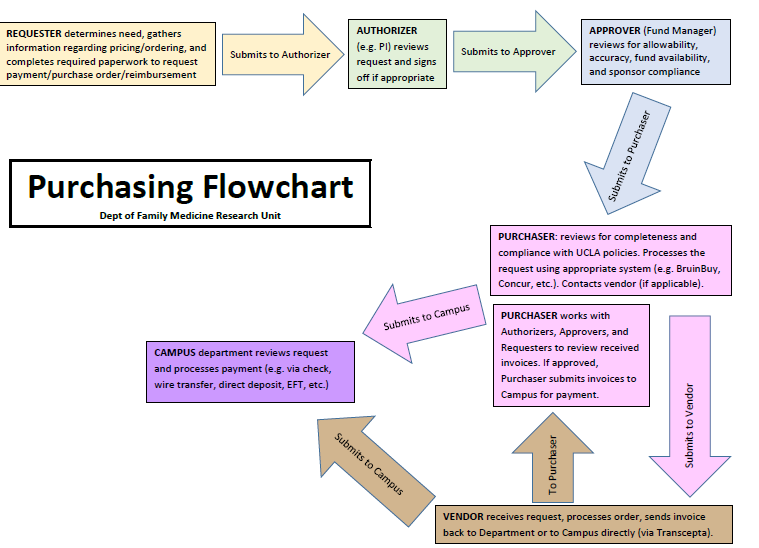 REQUESTER determines need, gathers
information regarding pricing/ordering, and
completes required paperwork to request
payment/purchase order/reimbursement
Submits to Authorizer
AUTHORIZER
(e.g. PI) reviews
request and signs
off if appropriate
Submits to Approver
APPROVER (Fund Manager)
reviews for allowability,
accuracy, fund availability,
and sponsor compliance
Submits to Purchaser
Purchasing Flowchart
Dept of Family Medicine Research Unit
PURCHASER: reviews for completeness and
compliance with UCLA policies. Processes the
request using appropriate system (e.g. BruinBuy,
Concur, etc.). Contacts vendor (if applicable).
Submits to Campus
PURCHASER works with
Authorizers, Approvers, and
Requesters to review received
invoices. If approved,
Purchaser submits invoices to
Campus for payment.
CAMPUS department reviews request
and processes payment (e.g. via check,
wire transfer, direct deposit, EFT, etc.)
Submits to Vendor
Submits to Campus
To Purchaser
VENDOR receives request, processes order, sends invoice
back to Department or to Campus directly (via Transcepta).